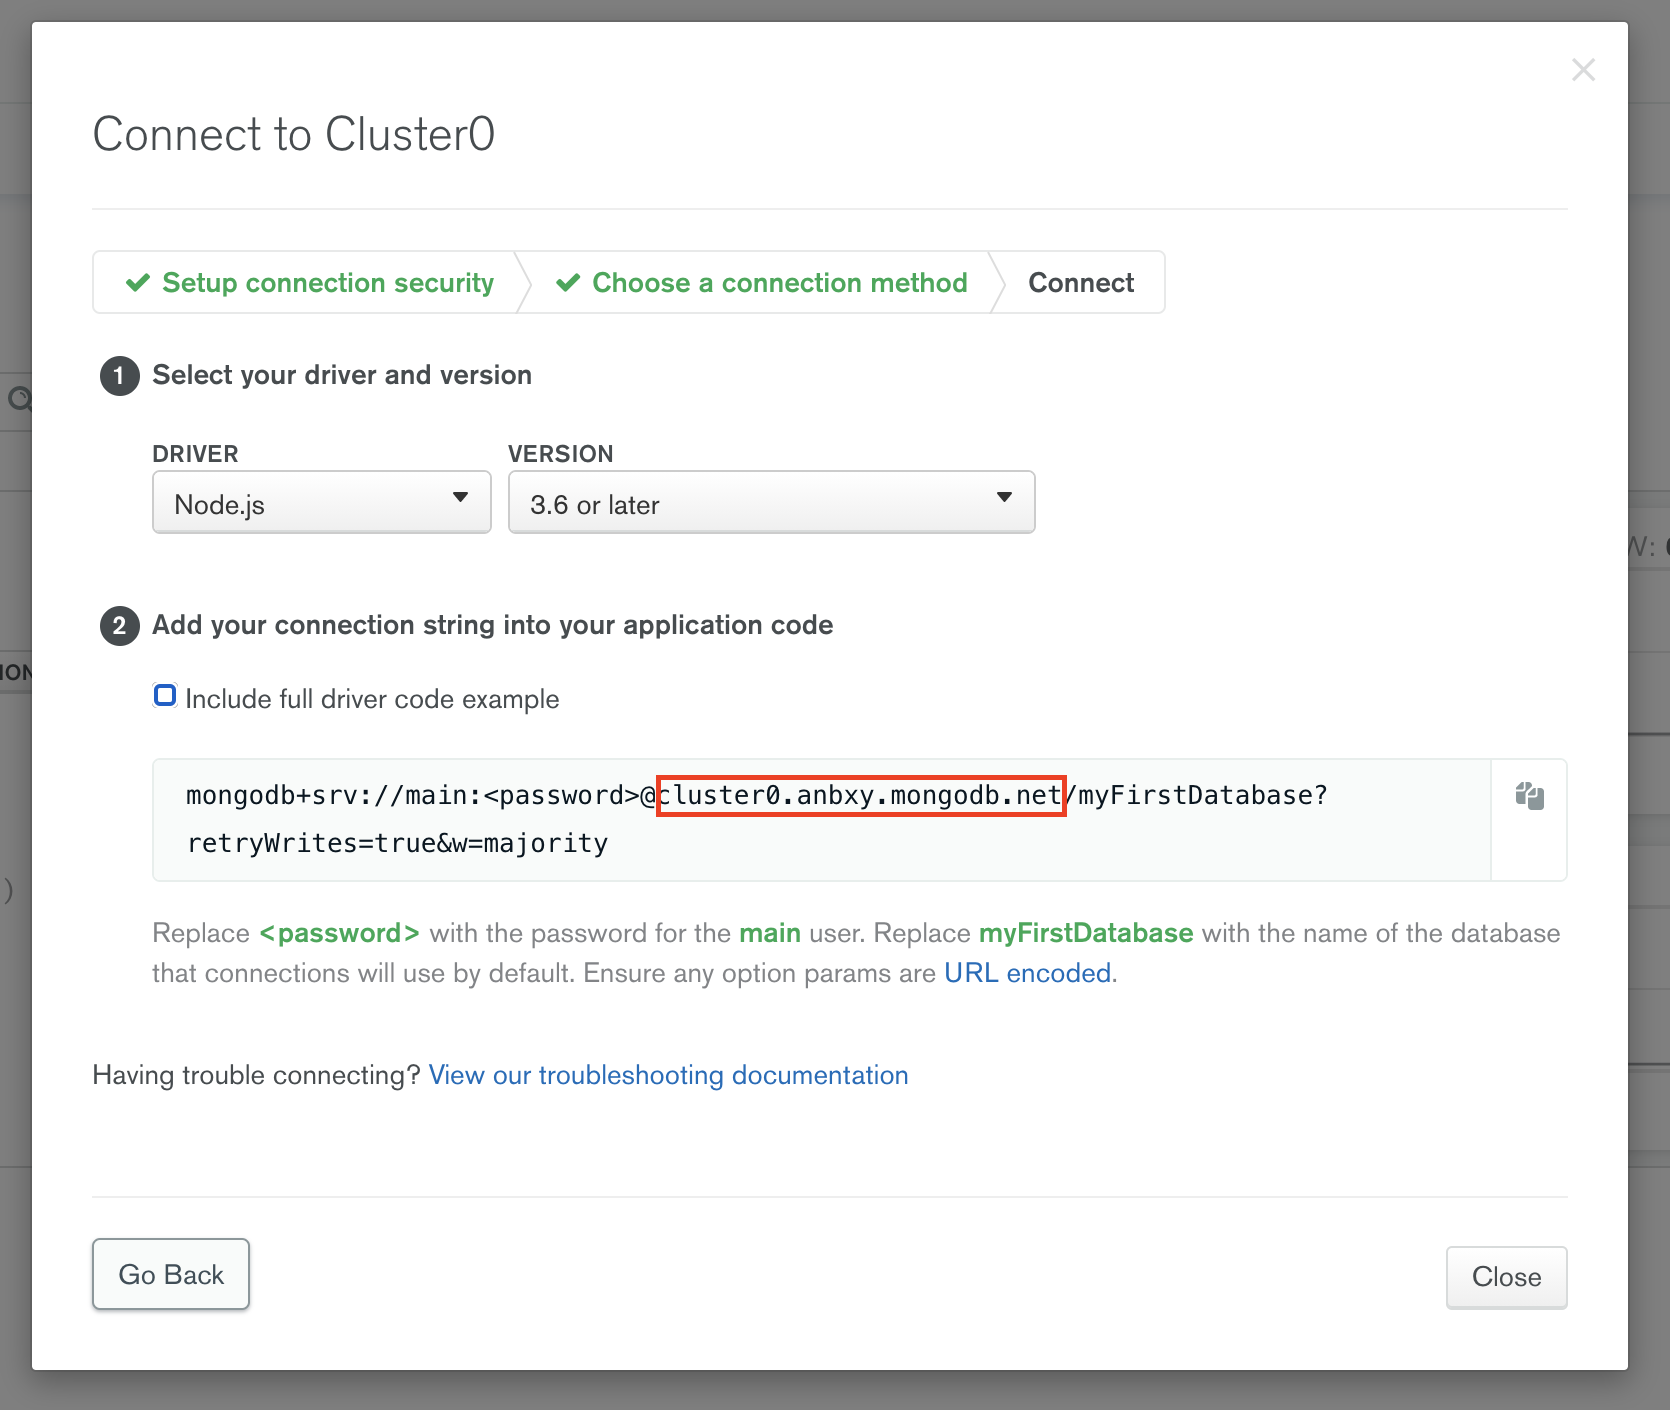 Connect to Cluster0
Setup connection security
Choose a connection method
Connect
1 Select your driver and version
DRIVER
VERSION
Node.js
3.6 or later
2 Add your connection string into your application code
Include full driver code example
mongodb+srv://main:<password>@cluster0.anbxy.mongodb.net/myFirstDatabase?
retryWrites=true&w=majority
Replace <password> with the password for the main user. Replace myFirstDatabase with the name of the database
that connections will use by default. Ensure any option params are URL encoded.
Having trouble connecting? View our troubleshooting documentation
Go Back
Close